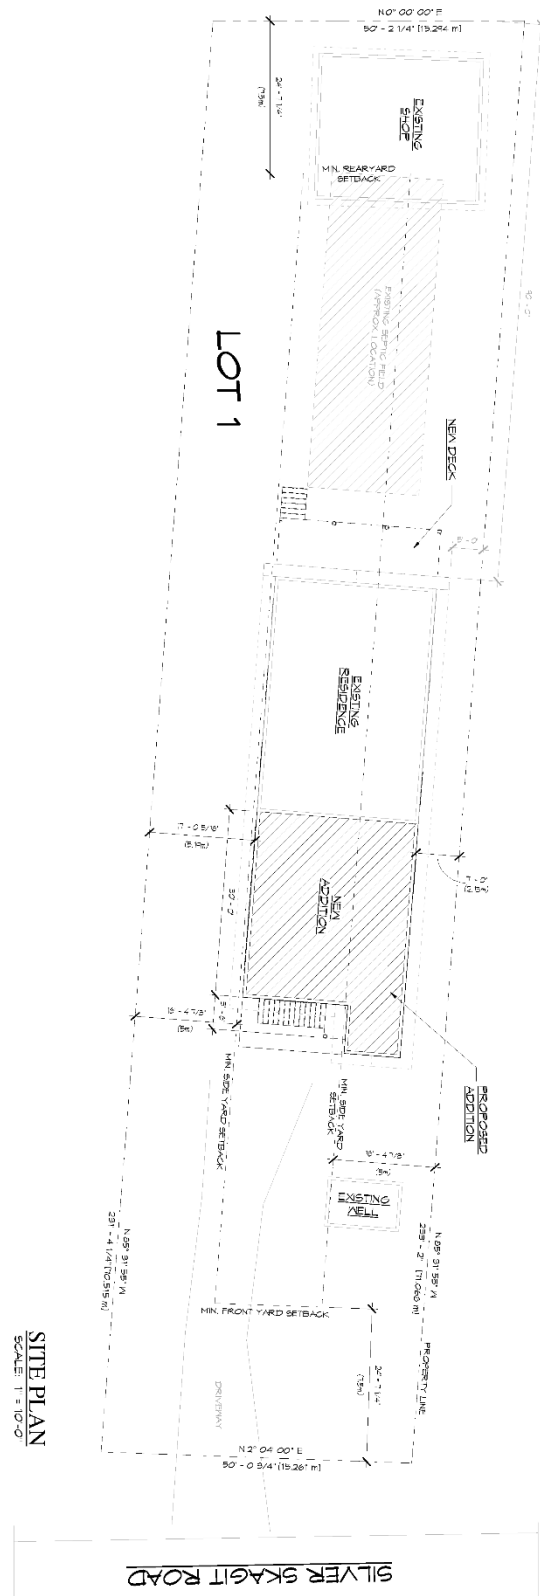 N.0° 00' 00" E
50' - 2 1/4" [15.294 m]
24' - 7 1/4"
(7.5m)
EXISTING
SHOP
MIN. REARYARD
SETBACK
EXISTING SEPTIC FIELD
(APPROX. LOCATION)
LOT 1
NEW DECK
EXISTING
RESIDENCE
17' - 0 5/16"
(5.19m)
30' - 0"
NEW
ADDITION
PROPOSED
ADDITION
16' - 4 7/8"
(5m)
MIN. SIDE YARD SETBACK
MIN. SIDE YARD
SETBACK
16' - 4 7/8"
(5m)
EXISTING
WELL
N.85° 31' 55" W
231' - 4 1/4" [70.515 m]
N.85° 31' 55" W
233' - 2" [71.068 m]
PROPERTY LINE
MIN. FRONT YARD SETBACK
24' - 7 1/4"
(7.5m)
DRIVEWAY
N.2° 04' 00" E
50' - 0 3/4" [15.261 m]
SITE PLAN
SCALE: 1" = 10'-0"
SILVER SKAGIT ROAD